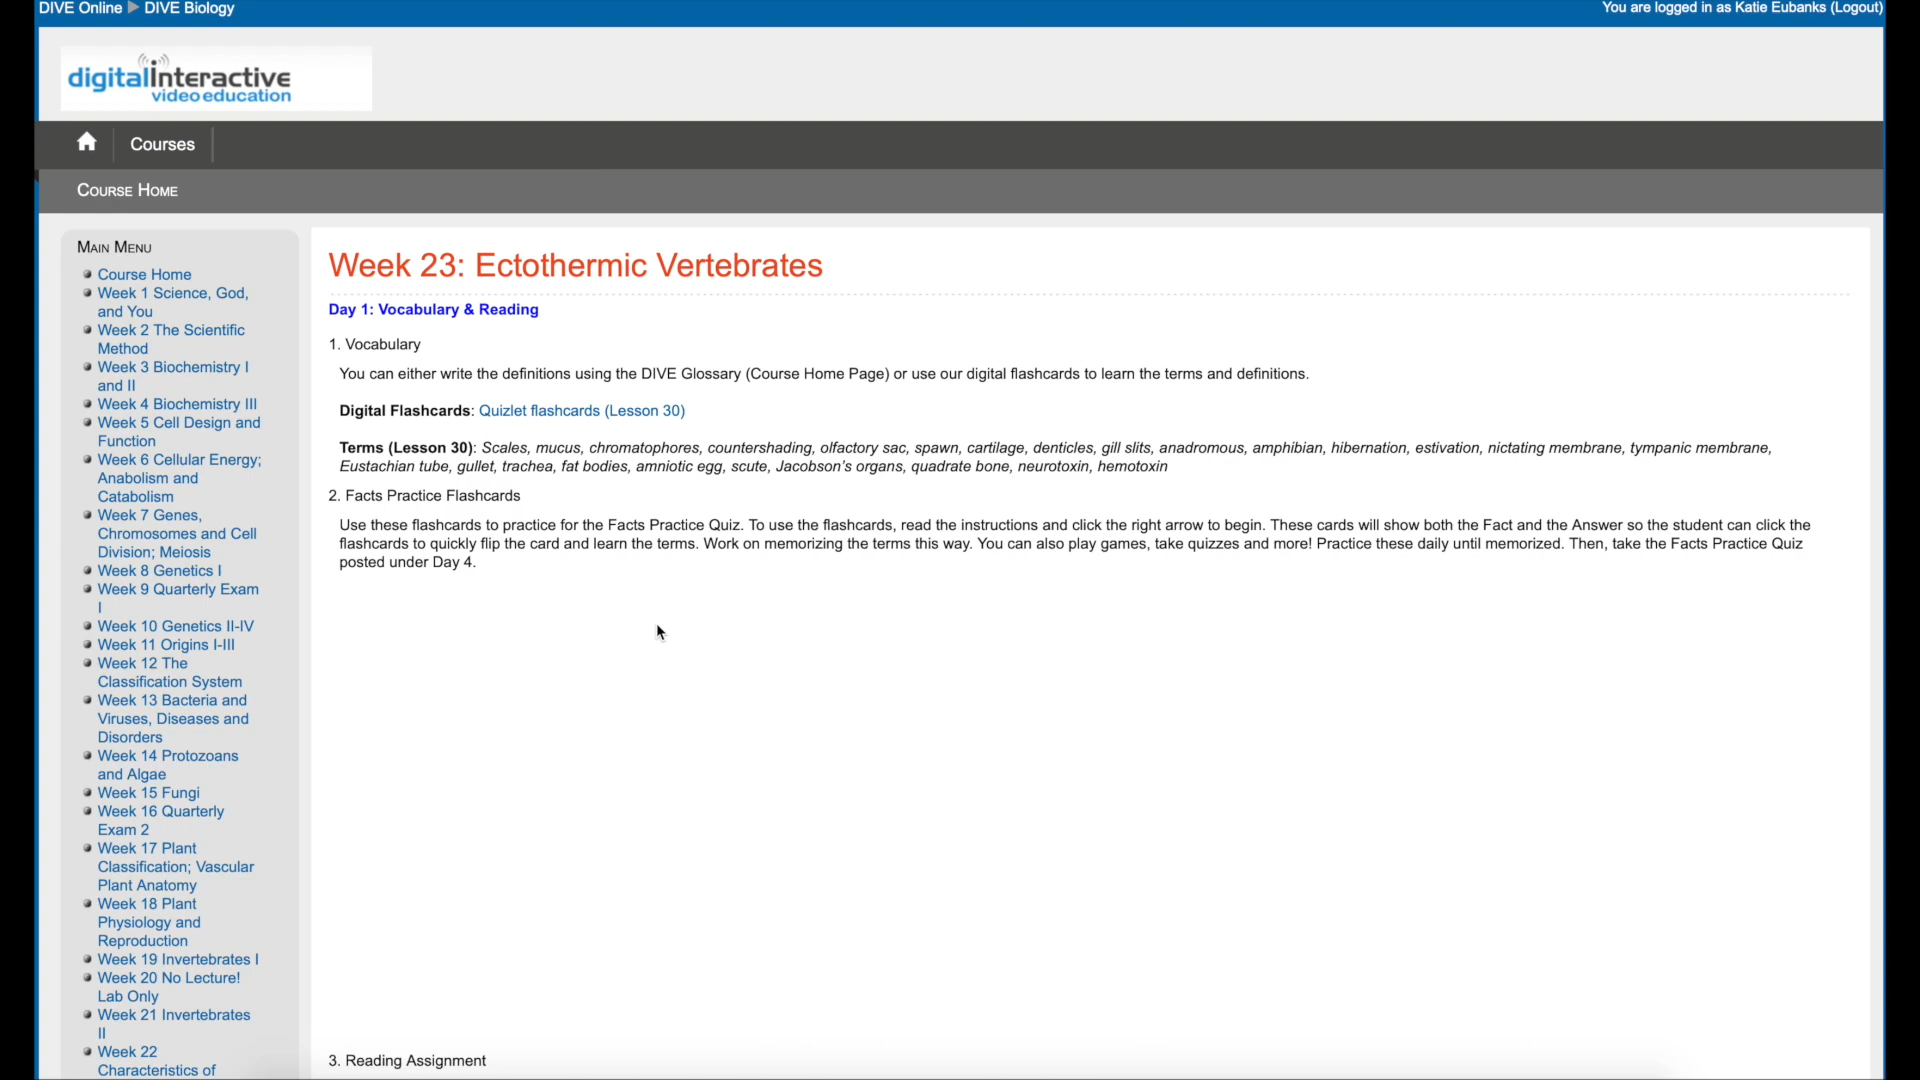 DIVE Online ▶ DIVE Biology
You are logged in as Katie Eubanks (Logout)
digital interactive
video education
Courses
Course Home
Main Menu
Course Home
Week 1 Science, God,
and You
Week 2 The Scientific
Method
Week 3 Biochemistry I
and II
Week 4 Biochemistry III
Week 5 Cell Design and
Function
Week 6 Cellular Energy;
Anabolism and
Catabolism
Week 7 Genes,
Chromosomes and Cell
Division; Meiosis
Week 8 Genetics I
Week 9 Quarterly Exam
I
Week 10 Genetics II-IV
Week 11 Origins I-III
Week 12 The
Classification System
Week 13 Bacteria and
Viruses, Diseases and
Disorders
Week 14 Protozoans
and Algae
Week 15 Fungi
Week 16 Quarterly
Exam 2
Week 17 Plant
Classification; Vascular
Plant Anatomy
Week 18 Plant
Physiology and
Reproduction
Week 19 Invertebrates I
Week 20 No Lecture!
Lab Only
Week 21 Invertebrates
II
Week 22
Characteristics of
Week 23: Ectothermic Vertebrates
Day 1: Vocabulary & Reading
1. Vocabulary
You can either write the definitions using the DIVE Glossary (Course Home Page) or use our digital flashcards to learn the terms and definitions.
Digital Flashcards: Quizlet flashcards (Lesson 30)
Terms (Lesson 30): Scales, mucus, chromatophores, countershading, olfactory sac, spawn, cartilage, denticles, gill slits, anadromous, amphibian, hibernation, estivation, nictating membrane, tympanic membrane,
Eustachian tube, gullet, trachea, fat bodies, amniotic egg, scute, Jacobson's organs, quadrate bone, neurotoxin, hemotoxin
2. Facts Practice Flashcards
Use these flashcards to practice for the Facts Practice Quiz. To use the flashcards, read the instructions and click the right arrow to begin. These cards will show both the Fact and the Answer so the student can click the
flashcards to quickly flip the card and learn the terms. Work on memorizing the terms this way. You can also play games, take quizzes and more! Practice these daily until memorized. Then, take the Facts Practice Quiz
posted under Day 4.
3. Reading Assignment